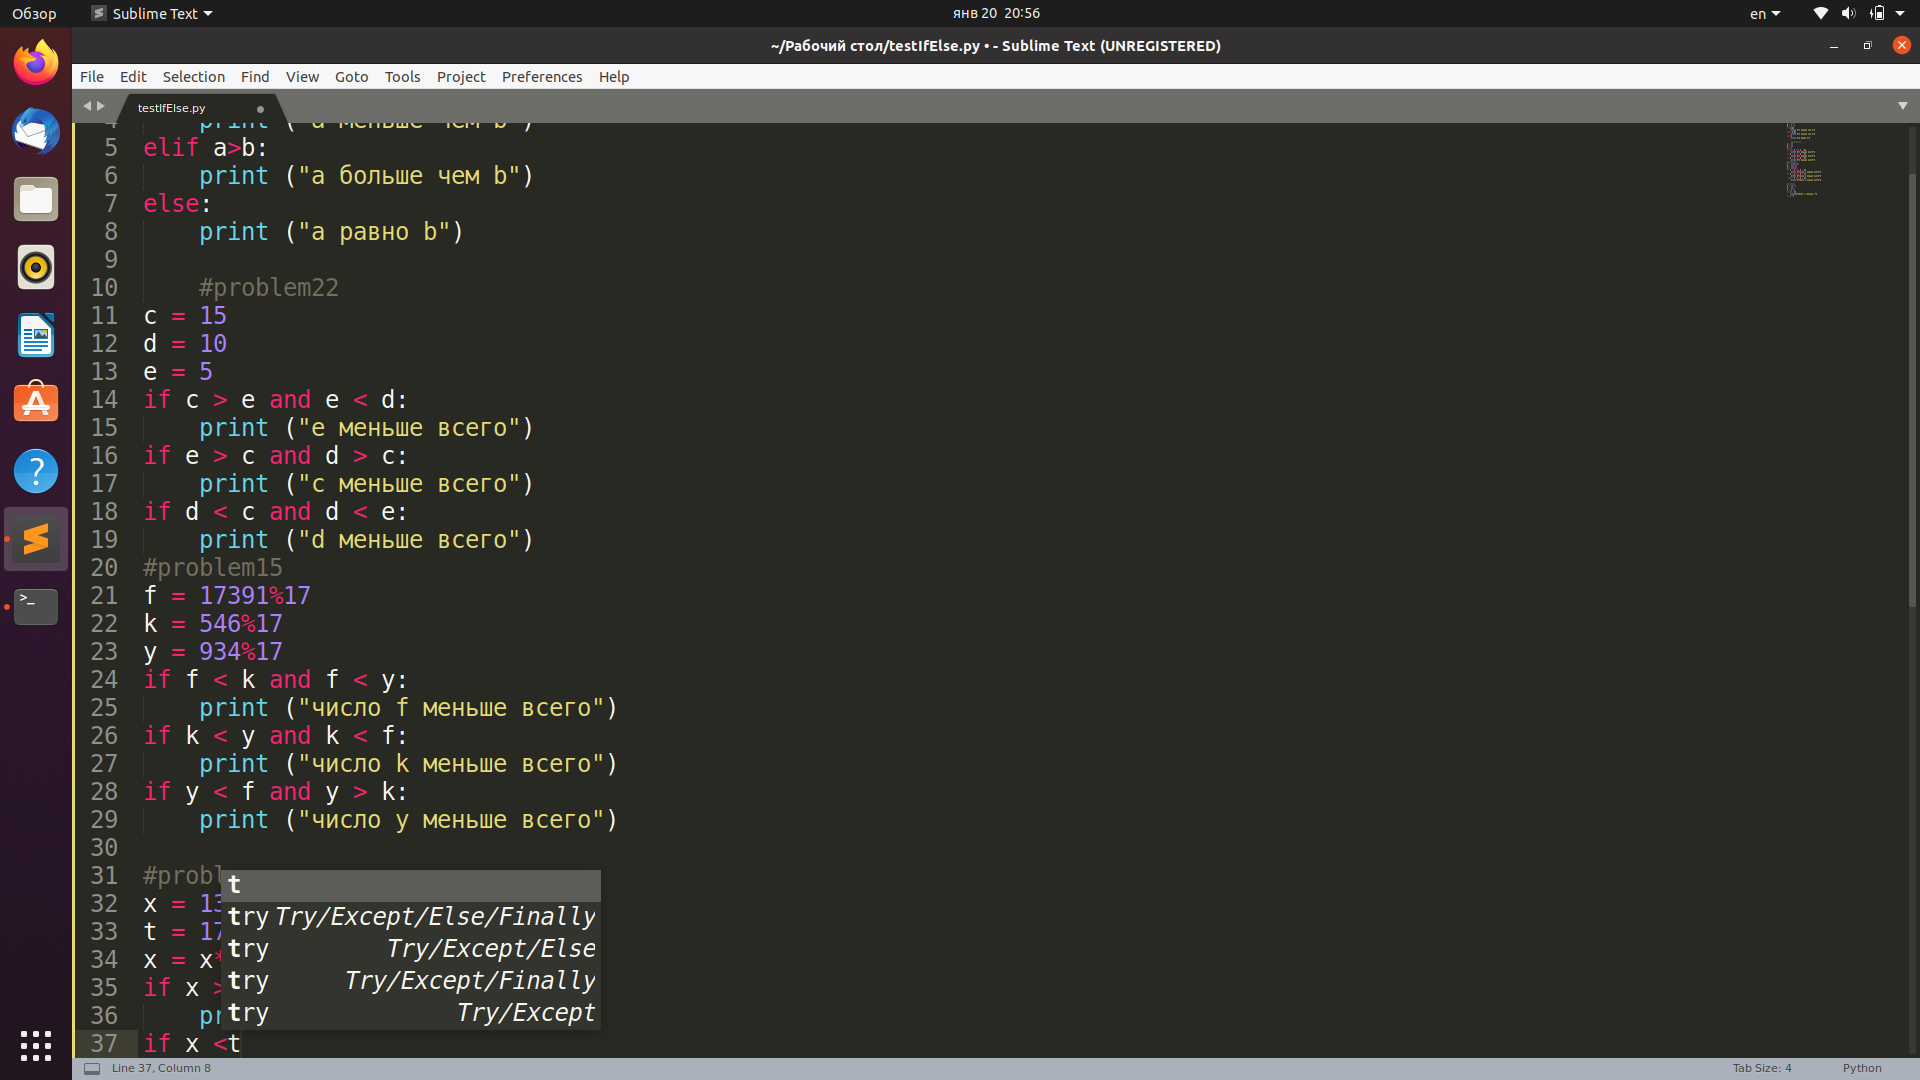 Обзор Sublime Text янв 20 20:56 en
~/Рабочий стол/testIfElse.py • - Sublime Text (UNREGISTERED)
File Edit Selection Find View Goto Tools Project Preferences Help
testIfElse.py
4 print ("а меньше чем b")
5 elif a>b:
6 print ("а больше чем b")
7 else:
8 print ("а равно b")
9
10 #problem22
11 c = 15
12 d = 10
13 e = 5
14 if c > e and e < d:
15 print ("e меньше всего")
16 if e > c and d > c:
17 print ("c меньше всего")
18 if d < c and d < e:
19 print ("d меньше всего")
20 #problem15
21 f = 17391%17
22 k = 546%17
23 y = 934%17
24 if f < k and f < y:
25 print ("число f меньше всего")
26 if k < y and k < f:
27 print ("число k меньше всего")
28 if y < f and y > k:
29 print ("число y меньше всего")
30
31 #probl
t
32 x = 13
try Try/Except/Else/Finally
33 t = 17
try Try/Except/Else
34 x = x*
try Try/Except/Finally
35 if x >
try Try/Except
36 pr
37 if x <t
Line 37, Column 8 Tab Size: 4 Python